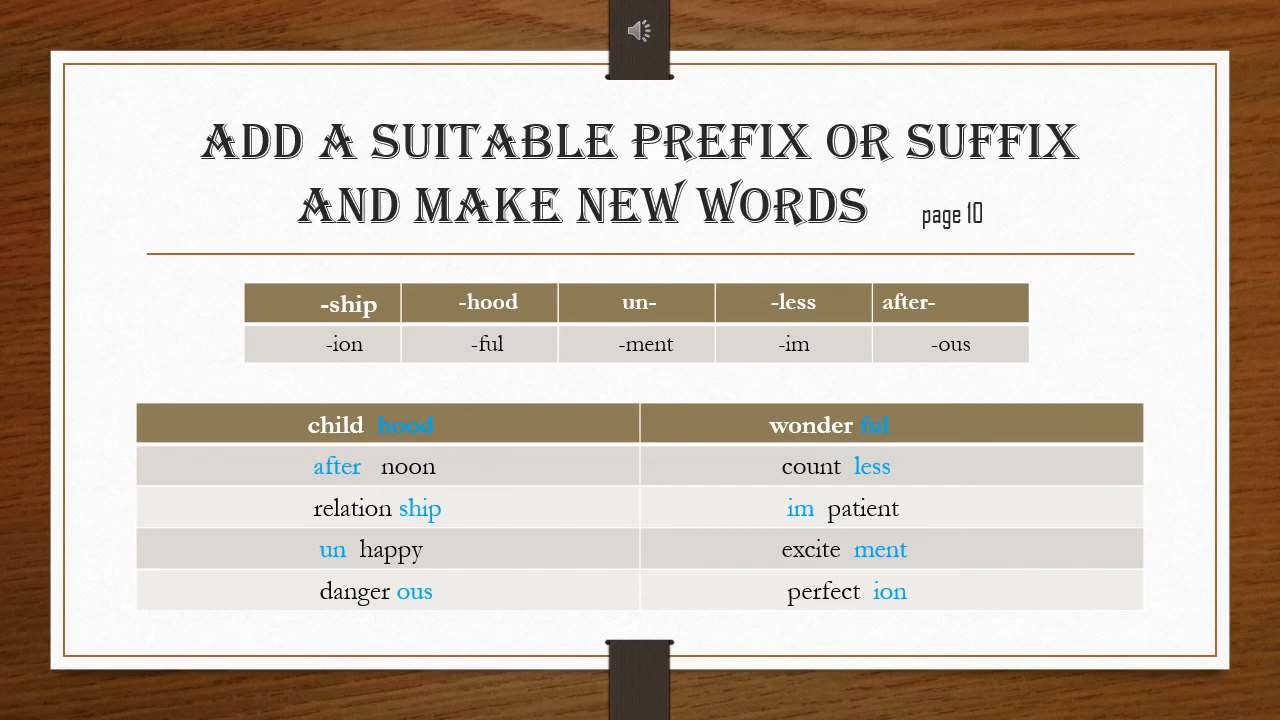 ADD A SUITABLE PREFIX OR SUFFIX
AND MAKE NEW WORDS page 10
-ship -hood un- -less after-
-ion -ful -ment -im -ous
child hood wonder ful
after noon count less
relation ship im patient
un happy excite ment
danger ous perfect ion